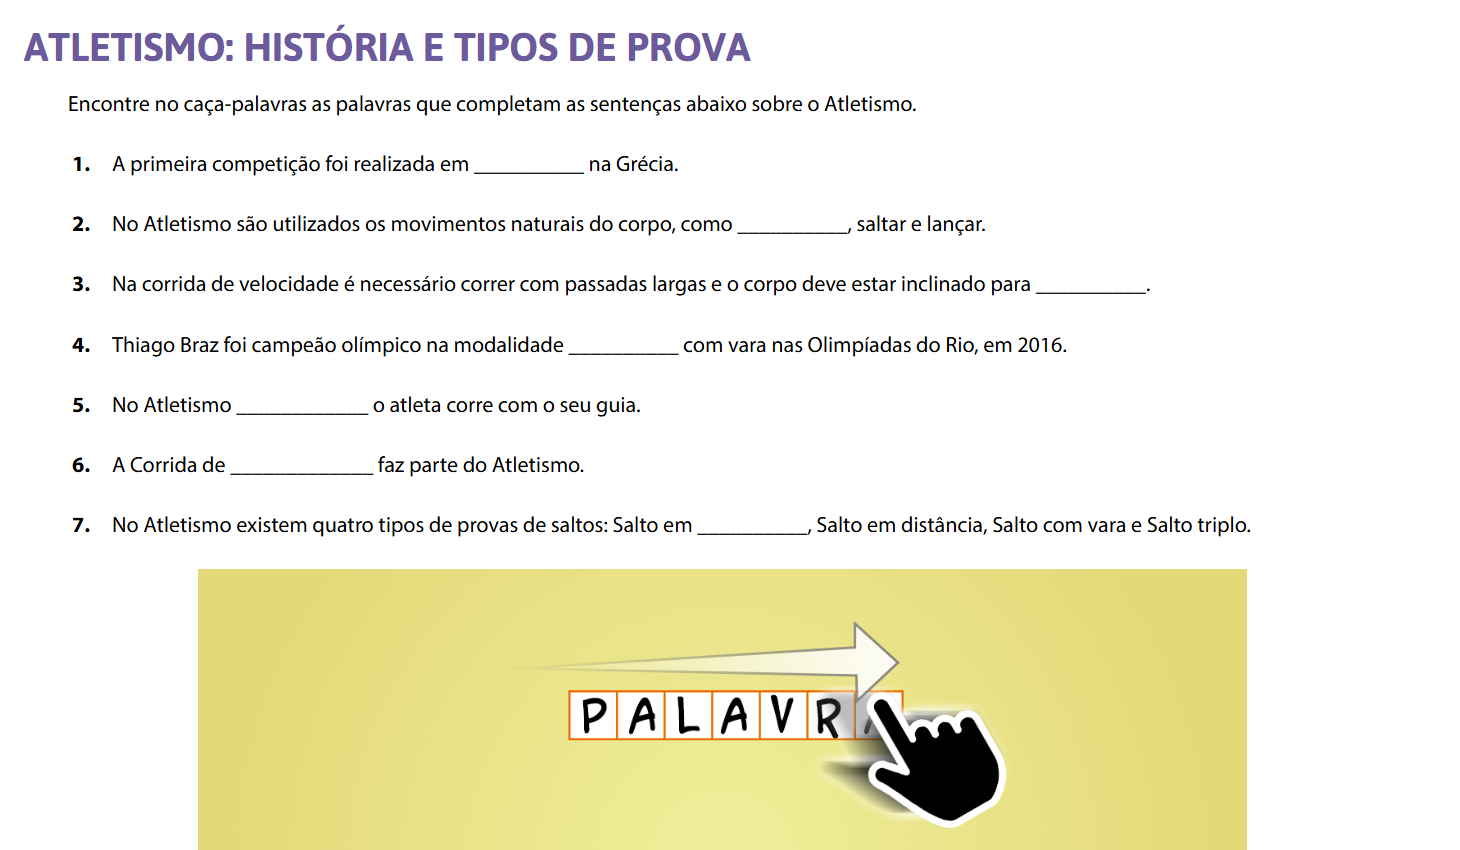 ATLETISMO: HISTÓRIA E TIPOS DE PROVA
Encontre no caça-palavras as palavras que completam as sentenças abaixo sobre o Atletismo.
1. A primeira competição foi realizada em __________ na Grécia.
2. No Atletismo são utilizados os movimentos naturais do corpo, como __________, saltar e lançar.
3. Na corrida de velocidade é necessário correr com passadas largas e o corpo deve estar inclinado para __________.
4. Thiago Braz foi campeão olímpico na modalidade __________ com vara nas Olimpíadas do Rio, em 2016.
5. No Atletismo ____________ o atleta corre com o seu guia.
6. A Corrida de _____________ faz parte do Atletismo.
7. No Atletismo existem quatro tipos de provas de saltos: Salto em __________, Salto em distância, Salto com vara e Salto triplo.
PALAVRA